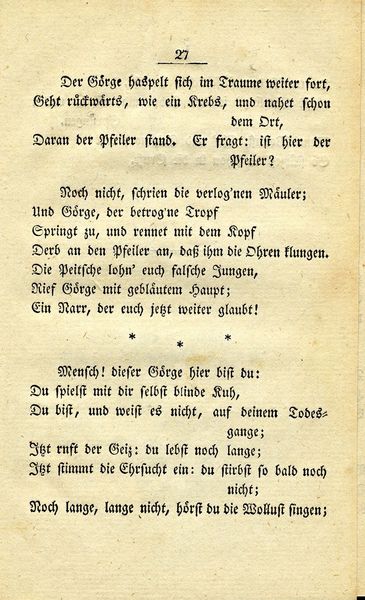 27
Der Görge haspelt sich im Traume weiter fort,
Geht rückwärts, wie ein Krebs, und nahet schon
dem Ort,
Daran der Pfeiler stand. Er fragt: ist hier der
Pfeiler?
Noch nicht, schrien die verlog'nen Mäuler;
Und Görge, der betrog'ne Tropf
Springt zu, und rennet mit dem Kopf
Derb an den Pfeiler an, daß ihm die Ohren klungen.
Die Peitsche lohn' euch falsche Jungen,
Rief Görge mit gebläutem Haupt;
Ein Narr, der euch jetzt weiter glaubt!
* * *
Mensch! dieser Görge hier bist du:
Du spielst mit dir selbst blinde Kuh,
Du bist, und weist es nicht, auf deinem Todes-
gange;
Itzt rnft der Geiz: du lebst noch lange;
Itzt stimmt die Ehrsucht ein: du stirbst so bald noch
nicht;
Noch lange, lange nicht, hörst du die Wollust singen;